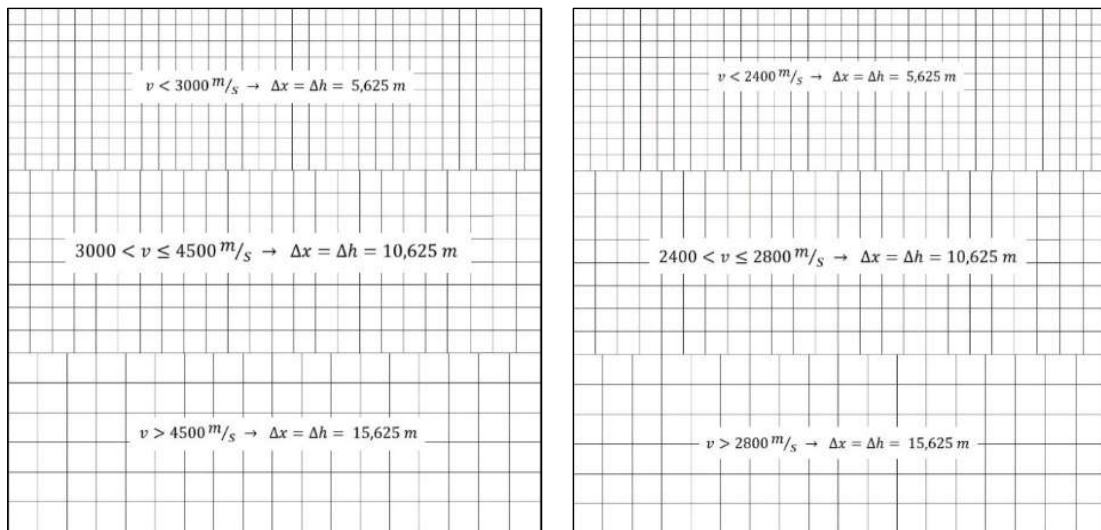 v < 3000 m/s → Δx = Δh = 5,625 m
3000 < v ≤ 4500 m/s → Δx = Δh = 10,625 m
v > 4500 m/s → Δx = Δh = 15,625 m
v < 2400 m/s → Δx = Δh = 5,625 m
2400 < v ≤ 2800 m/s → Δx = Δh = 10,625 m
v > 2800 m/s → Δx = Δh = 15,625 m